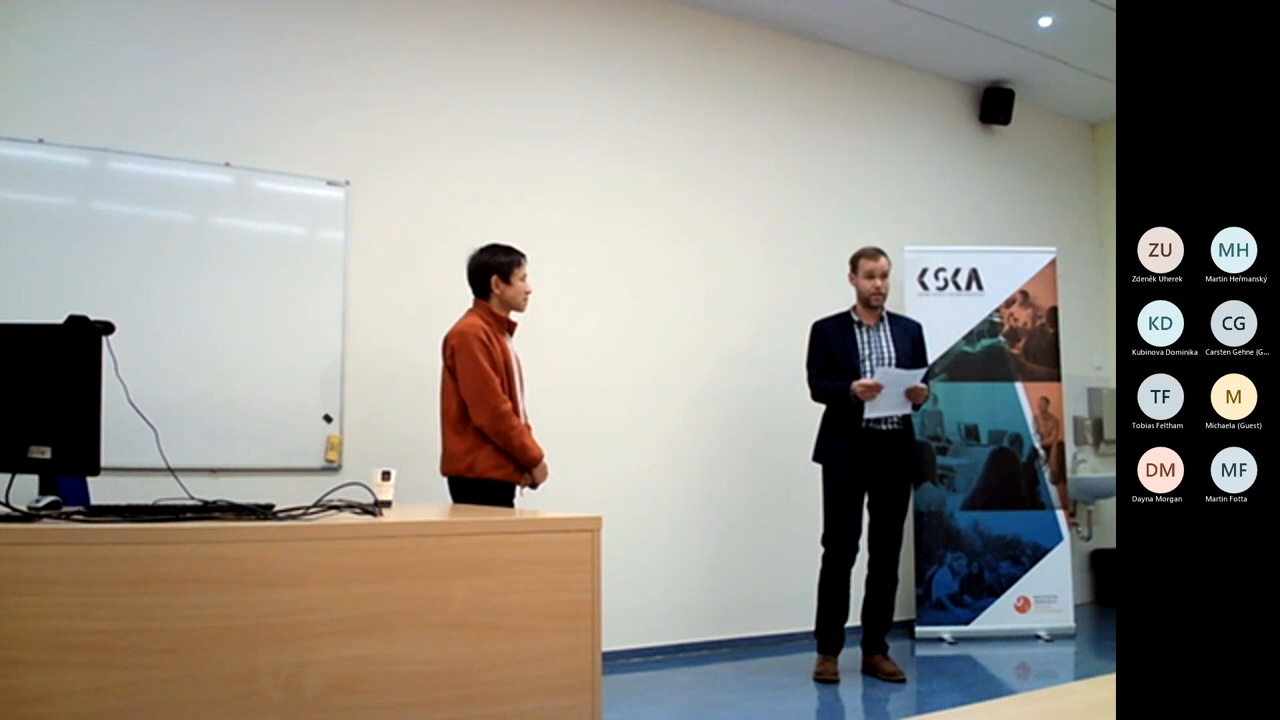 KSKA
ZU
MH
Zdeněk Uherek
Martin Heřmanský
KD
CG
Kubinova Dominika
Carsten Gehne (G...
TF
M
Tobias Feltham
Michaela (Guest)
DM
MF
Dayna Morgan
Martin Fotta